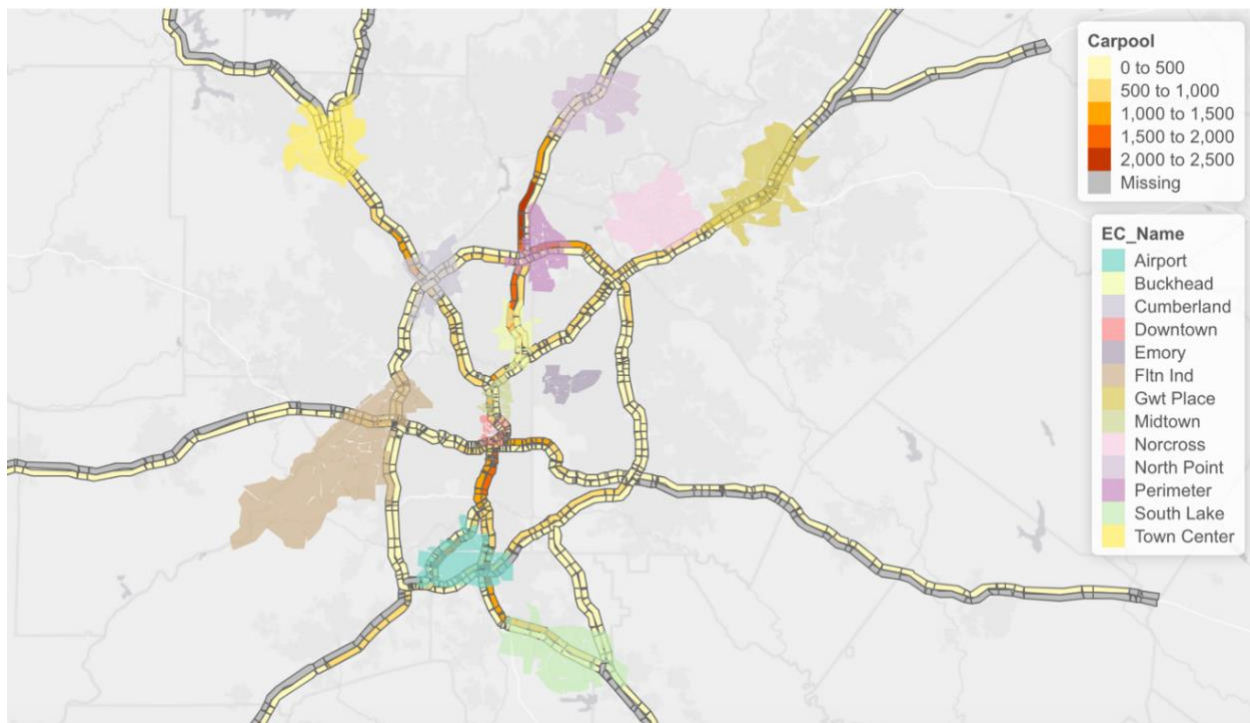 Carpool
0 to 500
500 to 1,000
1,000 to 1,500
1,500 to 2,000
2,000 to 2,500
Missing
EC_Name
Airport
Buckhead
Cumberland
Downtown
Emory
Fltn Ind
Gwt Place
Midtown
Norcross
North Point
Perimeter
South Lake
Town Center